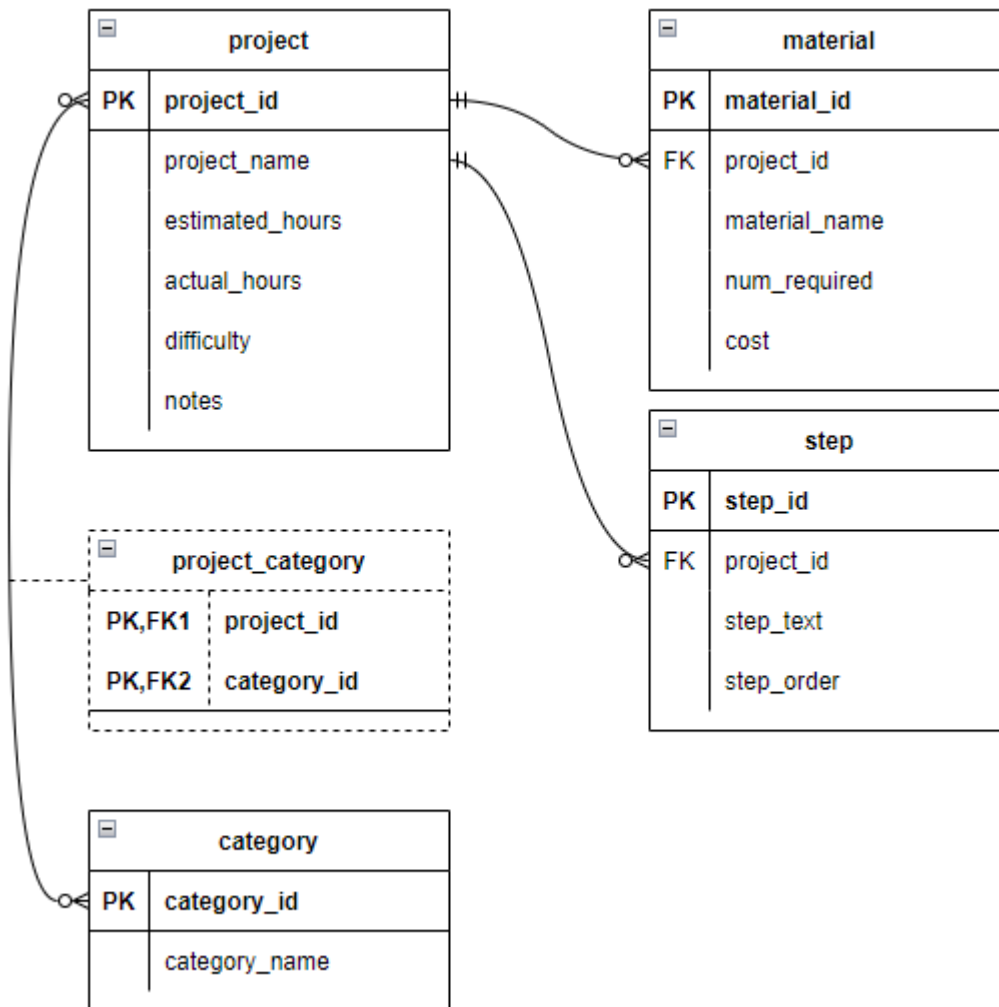 project
PK project_id
project_name
estimated_hours
actual_hours
difficulty
notes
material
PK material_id
FK project_id
material_name
num_required
cost
step
PK step_id
FK project_id
step_text
step_order
project_category
PK,FK1 project_id
PK,FK2 category_id
category
PK category_id
category_name